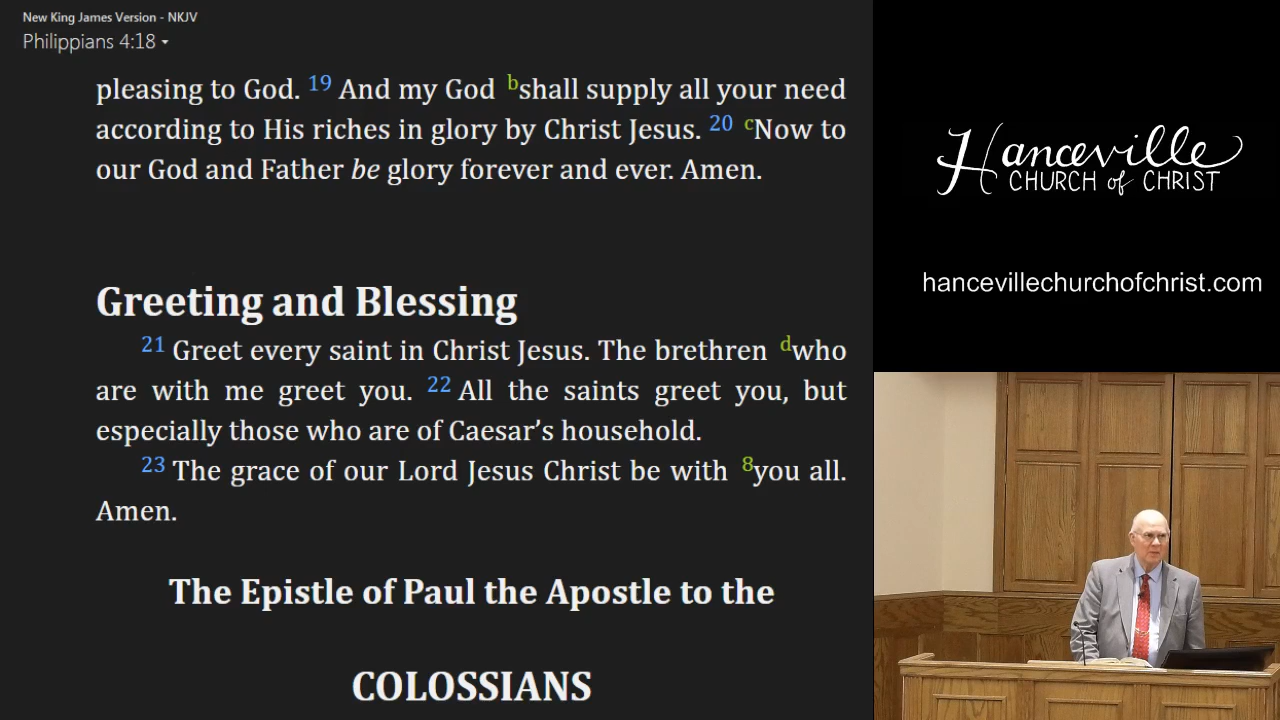 New King James Version - NKJV
Philippians 4:18
pleasing to God. 19 And my God bshall supply all your need
according to His riches in glory by Christ Jesus. 20 cNow to
our God and Father be glory forever and ever. Amen.
Greeting and Blessing
21 Greet every saint in Christ Jesus. The brethren dwho
are with me greet you. 22 All the saints greet you, but
especially those who are of Caesar’s household.
23 The grace of our Lord Jesus Christ be with 8you all.
Amen.
The Epistle of Paul the Apostle to the
COLOSSIANS
Hanceville
CHURCH of CHRIST
hancevillechurchofchrist.com